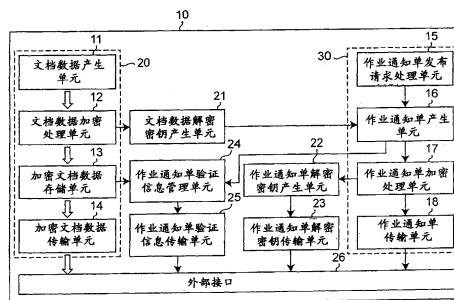 10
11
文档数据产生
单元
20
12
文档数据加密
处理单元
13
加密文档数据
存储单元
14
加密文档数据
传输单元
21
文档数据解密
密钥产生单元
24
作业通知单验证
信息管理单元
25
作业通知单验证
信息传输单元
22
作业通知单解密
密钥产生单元
23
作业通知单解密
密钥传输单元
30
15
作业通知单发布
请求处理单元
16
作业通知单产生
单元
17
作业通知单加密
处理单元
18
作业通知单
传输单元
26
外部接口